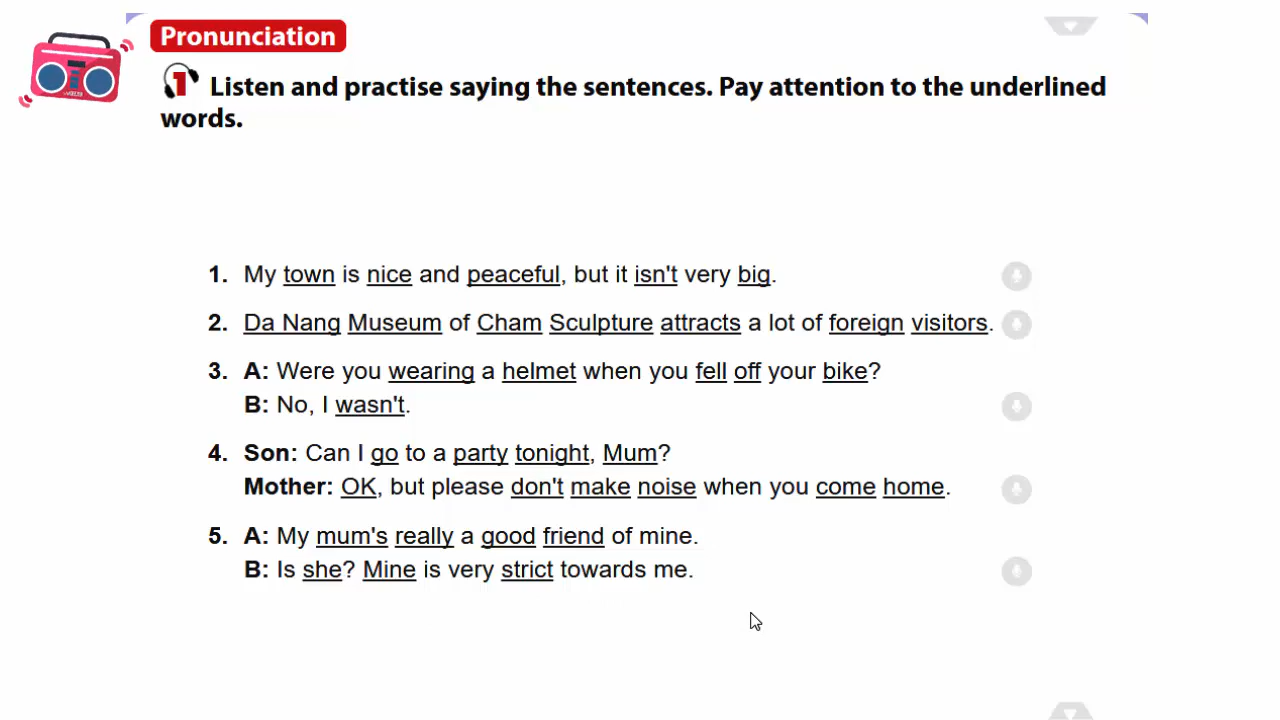 Pronunciation
1 Listen and practise saying the sentences. Pay attention to the underlined
words.
1. My town is nice and peaceful, but it isn't very big.
2. Da Nang Museum of Cham Sculpture attracts a lot of foreign visitors.
3. A: Were you wearing a helmet when you fell off your bike?
B: No, I wasn't.
4. Son: Can I go to a party tonight, Mum?
Mother: OK, but please don't make noise when you come home.
5. A: My mum's really a good friend of mine.
B: Is she? Mine is very strict towards me.